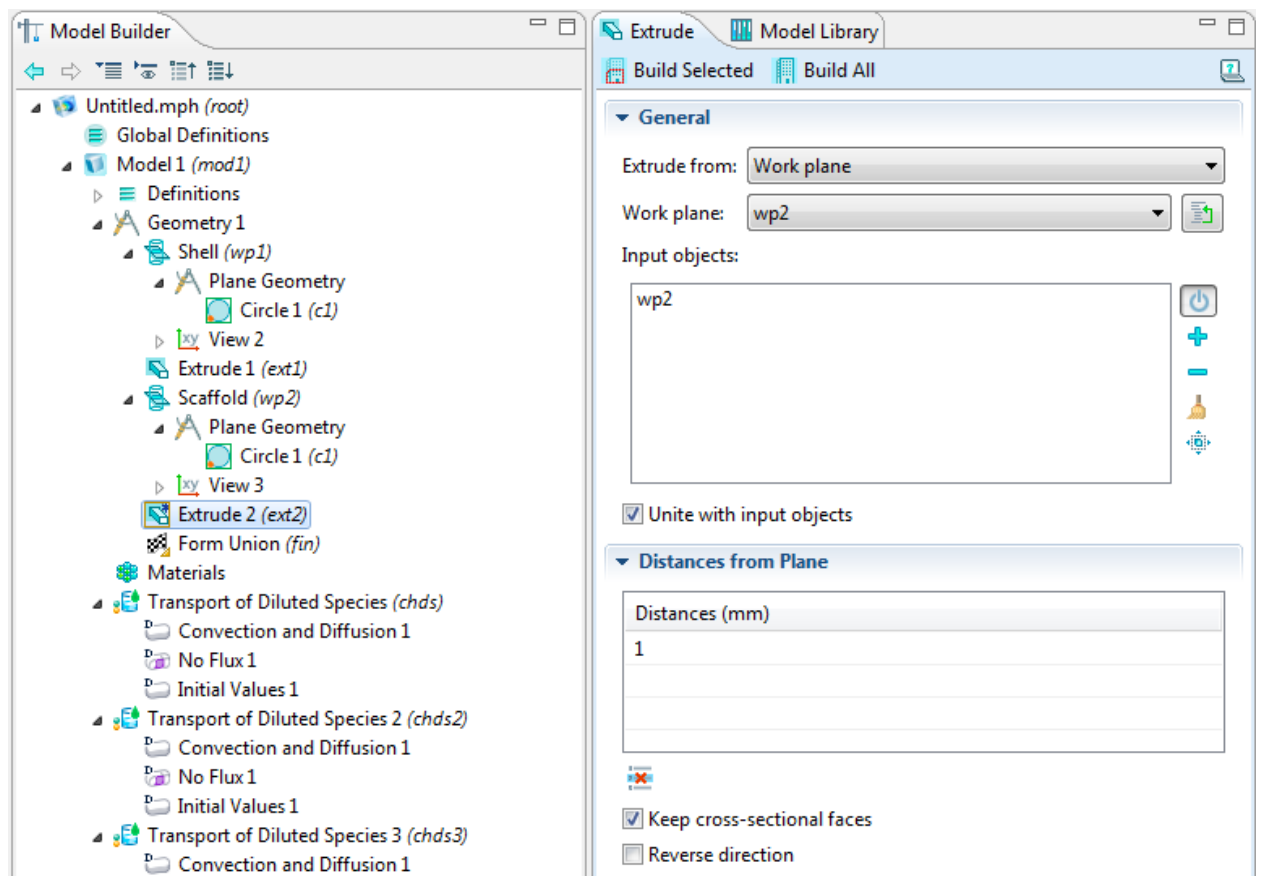 Model Builder
Untitled.mph (root)
Global Definitions
Model 1 (mod1)
Definitions
Geometry 1
Shell (wp1)
Plane Geometry
Circle 1 (c1)
View 2
Extrude 1 (ext1)
Scaffold (wp2)
Plane Geometry
Circle 1 (c1)
View 3
Extrude 2 (ext2)
Form Union (fin)
Materials
Transport of Diluted Species (chds)
Convection and Diffusion 1
No Flux 1
Initial Values 1
Transport of Diluted Species 2 (chds2)
Convection and Diffusion 1
No Flux 1
Initial Values 1
Transport of Diluted Species 3 (chds3)
Convection and Diffusion 1
Extrude Model Library
Build Selected Build All
General
Extrude from: Work plane
Work plane: wp2
Input objects:
wp2
Unite with input objects
Distances from Plane
Distances (mm)
1
Keep cross-sectional faces
Reverse direction